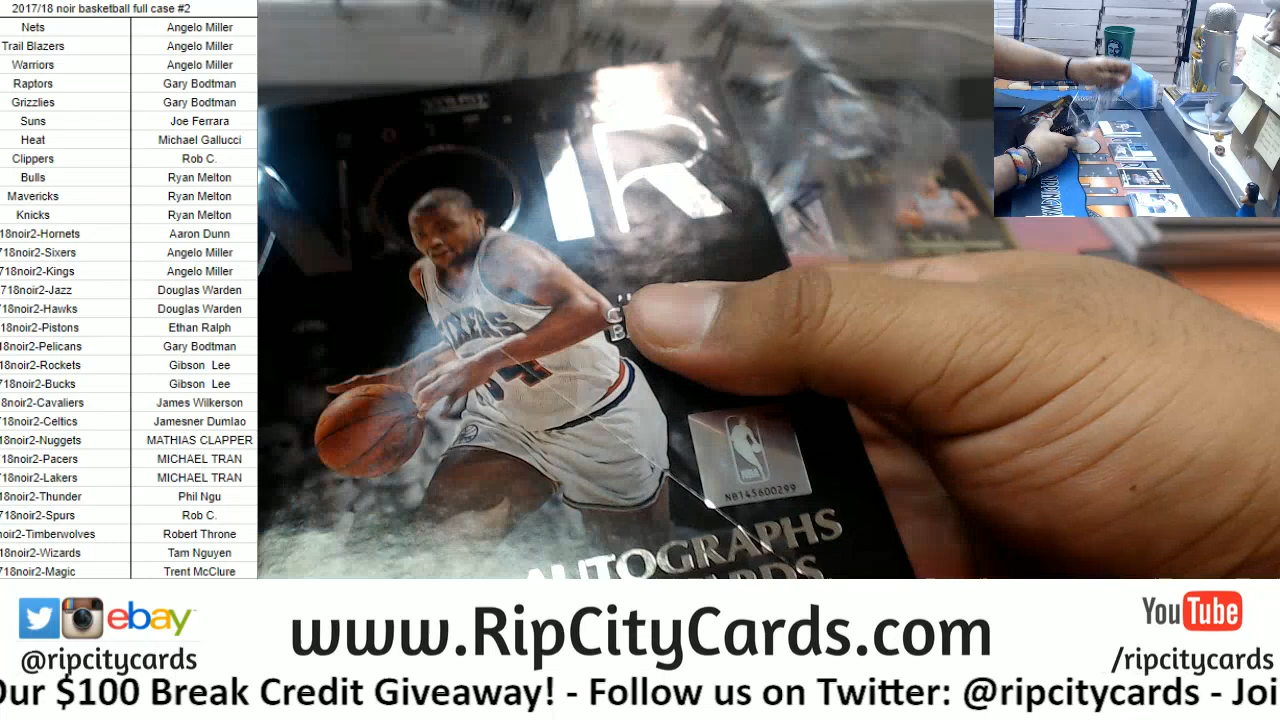 2017/18 noir basketball full case #2
Nets Angelo Miller
Trail Blazers Angelo Miller
Warriors Angelo Miller
Raptors Gary Bodtman
Grizzlies Gary Bodtman
Suns Joe Ferrara
Heat Michael Gallucci
Clippers Rob C.
Bulls Ryan Melton
Mavericks Ryan Melton
Knicks Ryan Melton
18noir2-Hornets Aaron Dunn
718noir2-Sixers Angelo Miller
718noir2-Kings Angelo Miller
718noir2-Jazz Douglas Warden
718noir2-Hawks Douglas Warden
18noir2-Pistons Ethan Ralph
18noir2-Pelicans Gary Bodtman
18noir2-Rockets Gibson Lee
718noir2-Bucks Gibson Lee
8noir2-Cavaliers James Wilkerson
718noir2-Celtics Jamesner Dumlao
18noir2-Nuggets MATHIAS CLAPPER
718noir2-Pacers MICHAEL TRAN
718noir2-Lakers MICHAEL TRAN
18noir2-Thunder Phil Ngu
718noir2-Spurs Rob C.
noir2-Timberwolves Robert Throne
18noir2-Wizards Tam Nguyen
718noir2-Magic Trent McClure
IR
34
NBA
NB145600299
AUTOGRAPHS
ebay
@ripcitycards
www.RipCityCards.com
YouTube
/ripcitycards
Our $100 Break Credit Giveaway! - Follow us on Twitter: @ripcitycards - Joi